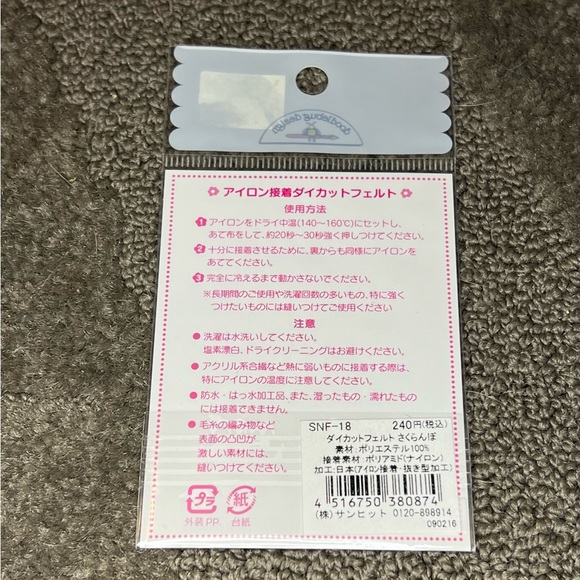 doodlebug design
アイロン接着ダイカットフェルト
使用方法
1 アイロンをドライ中温(140〜160℃)にセットし、
あて布をして、約20秒〜30秒強く押しつけてください。
2 十分に接着させるために、裏からも同様にアイロンを
あててください。
3 完全に冷えるまで動かさないでください。
※長期間のご使用や洗濯回数の多いもの、特に強く
つけたいものには縫いつけてご使用ください
注意
● 洗濯は水洗いしてください。
塩素漂白、ドライクリーニングはお避けください。
● アクリル系合繊など熱に弱いものに接着する際は、
特にアイロンの温度に注意してください。
● 防水・はっ水加工品、また、湿ったもの・濡れたもの
には接着できません。
● 毛糸の編み物など
表面の凸凹が
激しい素材には、
縫いつけてください。
プラ
外装PP.
紙
台紙
SNF-18 240円(税込)
ダイカットフェルト さくらんぼ
素材:ポリエステル100%
接着素材:ポリアミド(ナイロン)
加工:日本(アイロン接着・抜き型加工)
4 516750 380874
(株)サンヒット 0120-898914
090216